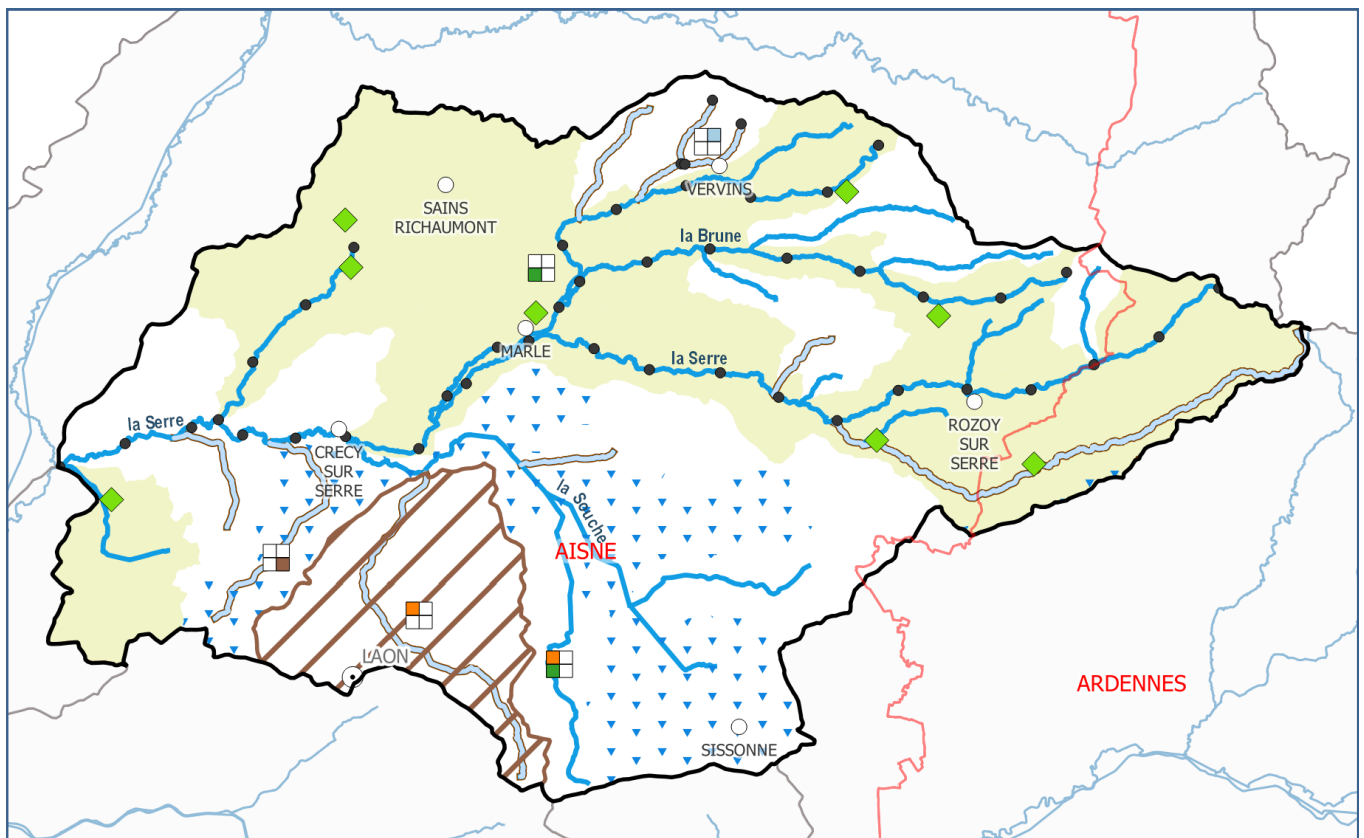 VERVINS
SAINS
RICHAUMONT
la Brune
MARLE
la Serre
la Serre
CRECY
SUR
SERRE
ROZOY
SUR
SERRE
la Souche
AISNE
LAON
ARDENNES
SISSONNE